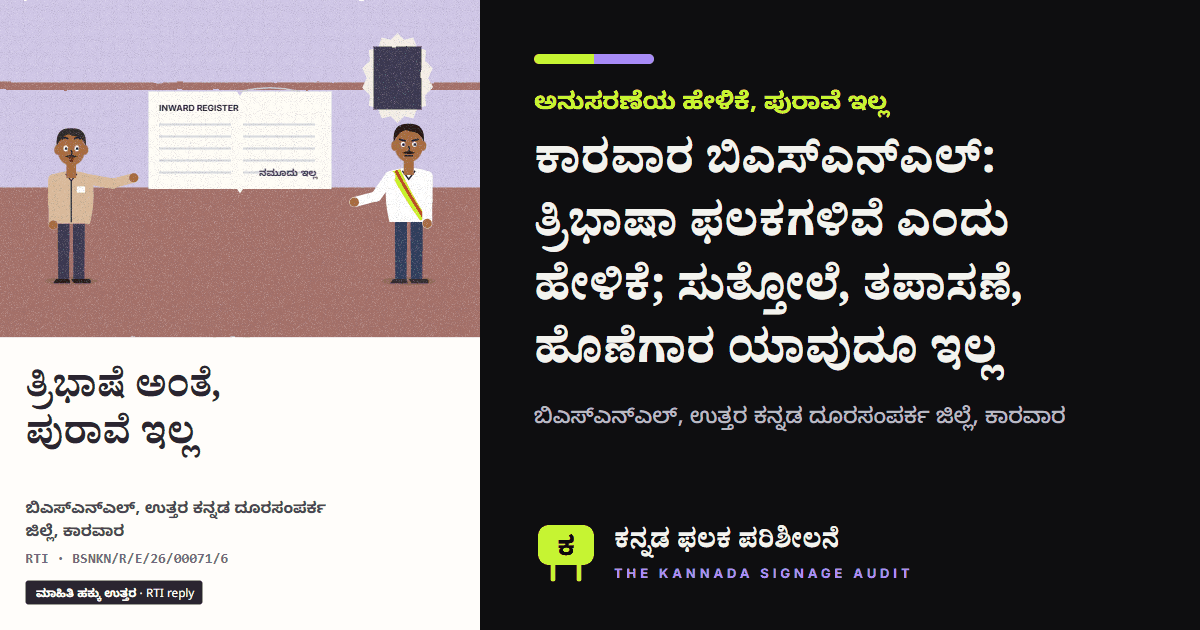 INWARD REGISTER
ನಮೂದು ಇಲ್ಲ
ತ್ರಿಭಾಷೆ ಅಂತೆ,
ಪುರಾವೆ ಇಲ್ಲ
ಬಿಎಸ್ಎನ್ಎಲ್, ಉತ್ತರ ಕನ್ನಡ ದೂರಸಂಪರ್ಕ
ಜಿಲ್ಲೆ, ಕಾರವಾರ
RTI · BSNKN/R/E/26/00071/6
ಮಾಹಿತಿ ಹಕ್ಕು ಉತ್ತರ · RTI reply
ಅನುಸರಣೆಯ ಹೇಳಿಕೆ, ಪುರಾವೆ ಇಲ್ಲ
ಕಾರವಾರ ಬಿಎಸ್ಎನ್ಎಲ್:
ತ್ರಿಭಾಷಾ ಫಲಕಗಳಿವೆ ಎಂದು
ಹೇಳಿಕೆ; ಸುತ್ತೋಲೆ, ತಪಾಸಣೆ,
ಹೊಣೆಗಾರ ಯಾವುದೂ ಇಲ್ಲ
ಬಿಎಸ್ಎನ್ಎಲ್, ಉತ್ತರ ಕನ್ನಡ ದೂರಸಂಪರ್ಕ ಜಿಲ್ಲೆ, ಕಾರವಾರ
ಕ
ಕನ್ನಡ ಫಲಕ ಪರಿಶೀಲನೆ
THE KANNADA SIGNAGE AUDIT